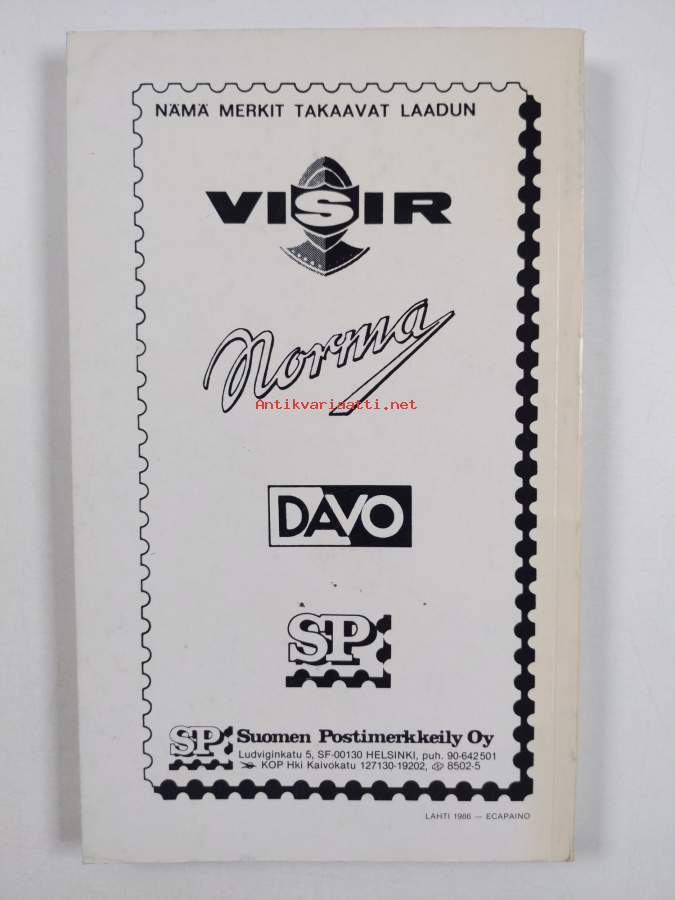 NÄMÄ MERKIT TAKAAVAT LAADUN
VISIR
Norma
Antikvariaatti.net
DAVO
SP
SP Suomen Postimerkkeily Oy
Ludviginkatu 5, SF-00130 HELSINKI, puh. 90-642501
KOP Hki Kaivokatu 127130-19202, 8502-5
LAHTI 1986 — ECAPAINO